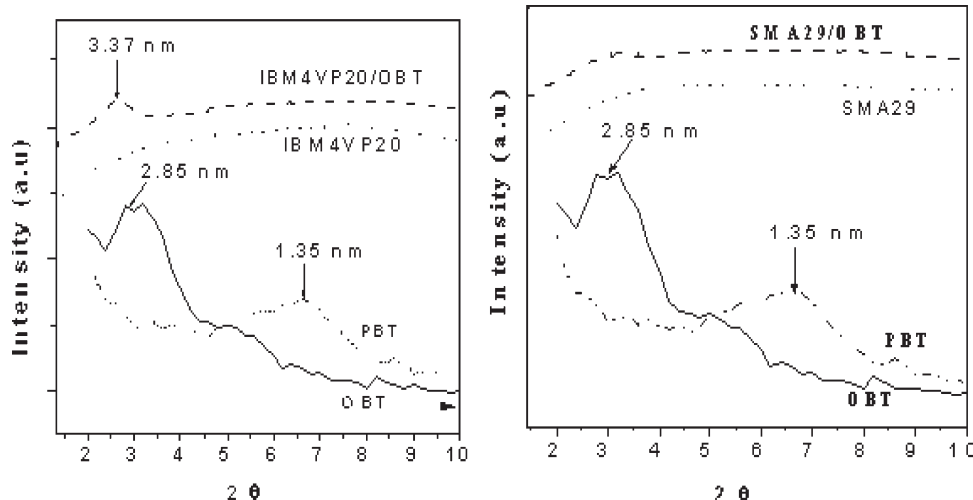 3.37 nm
IBM4VP20/OBT
IBM4VP20
2.85 nm
1.35 nm
PBT
OBT
Intensity (a.u)
2 3 4 5 6 7 8 9 10
2 θ
SMA29/OBT
SMA29
2.85 nm
1.35 nm
PBT
OBT
Intensity (a.u)
2 3 4 5 6 7 8 9 10
2 θ